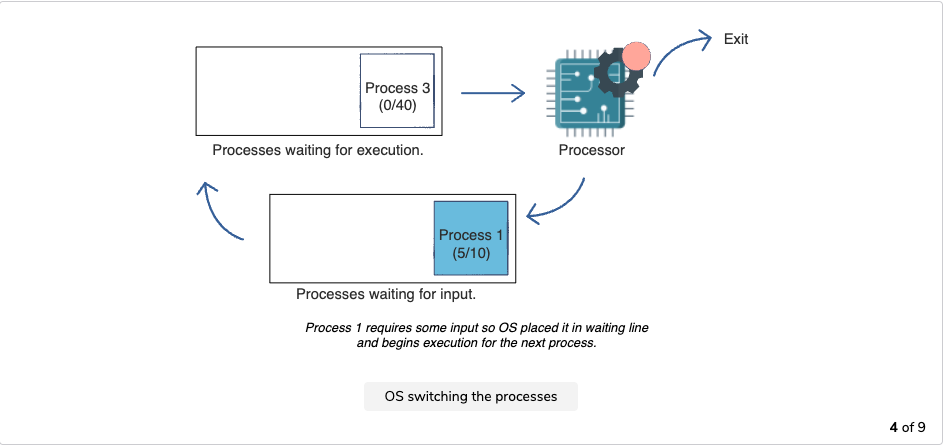 Exit
Process 3
(0/40)
Processes waiting for execution.
Processor
Process 1
(5/10)
Processes waiting for input.
Process 1 requires some input so OS placed it in waiting line
and begins execution for the next process.
OS switching the processes
4 of 9